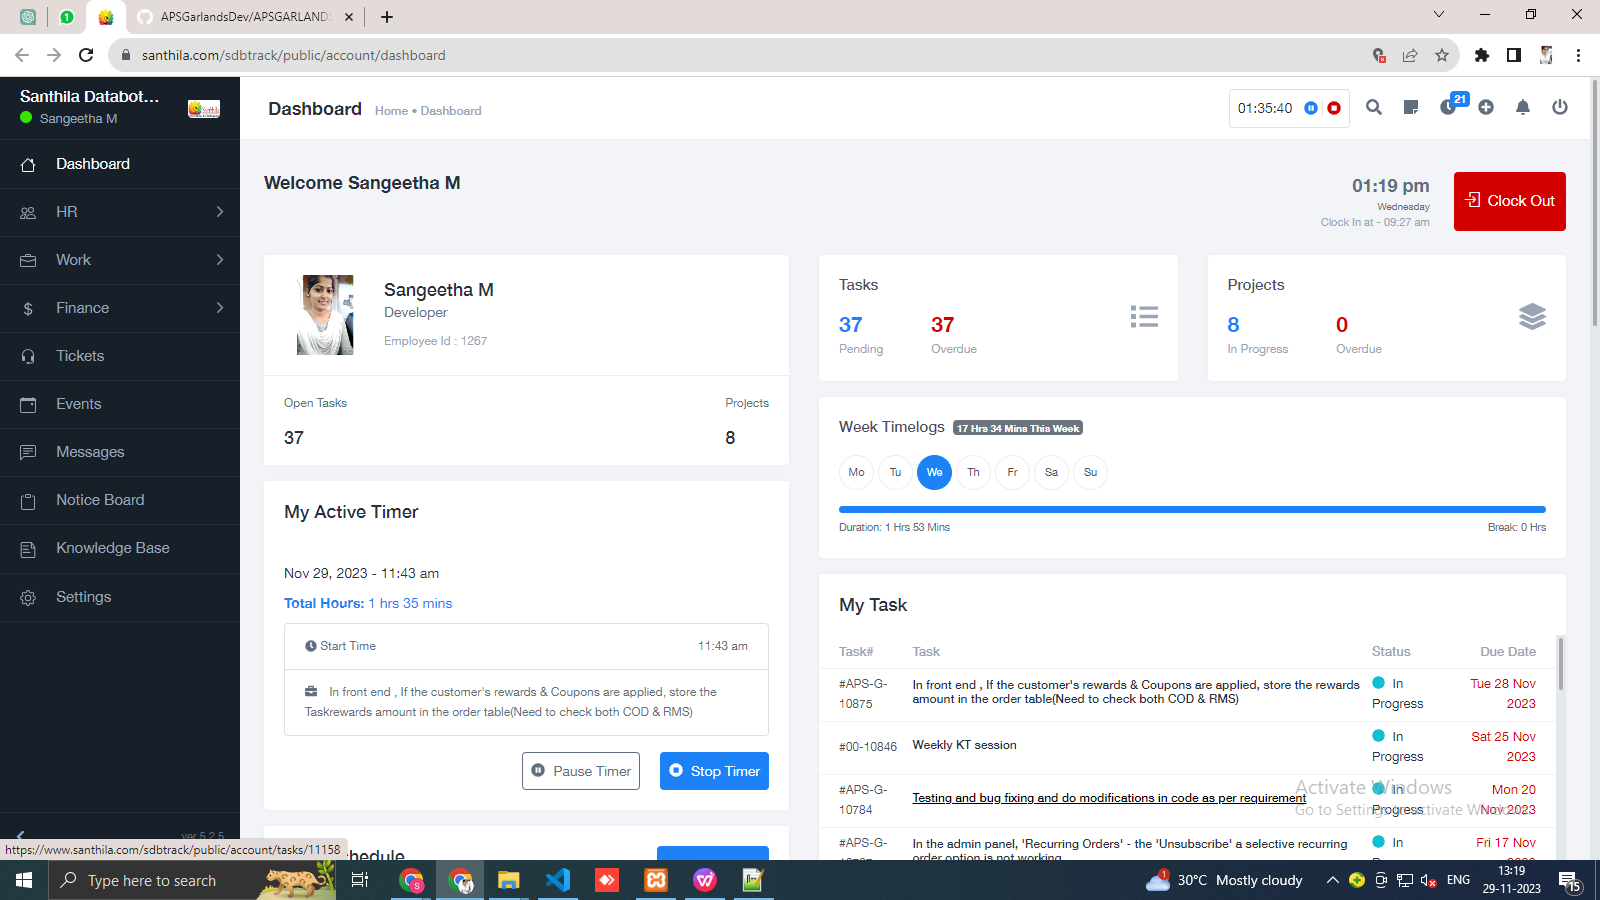 1
APSGarlandsDev/APSGARLANDS
santhila.com/sdbtrack/public/account/dashboard
Santhila Databot...
Sangeetha M
Dashboard
HR
Work
Finance
Tickets
Events
Messages
Notice Board
Knowledge Base
Settings
ver 5.2.5
https://www.santhila.com/sdbtrack/public/account/tasks/11158
Dashboard Home • Dashboard
01:35:40
21
Welcome Sangeetha M
01:19 pm
Wednesday
Clock In at - 09:27 am
Clock Out
Sangeetha M
Developer
Employee Id : 1267
Open Tasks Projects
37 8
Tasks
37 37
Pending Overdue
Projects
8 0
In Progress Overdue
Week Timelogs 17 Hrs 34 Mins This Week
Mo Tu We Th Fr Sa Su
Duration: 1 Hrs 53 Mins Break: 0 Hrs
My Active Timer
Nov 29, 2023 - 11:43 am
Total Hours: 1 hrs 35 mins
Start Time 11:43 am
In front end , If the customer's rewards & Coupons are applied, store the
Taskrewards amount in the order table(Need to check both COD & RMS)
Pause Timer Stop Timer
My Task
Task# Task Status Due Date
#APS-G- In front end , If the customer's rewards & Coupons are applied, store the rewards In Tue 28 Nov
10875 amount in the order table(Need to check both COD & RMS) Progress 2023
#00-10846 Weekly KT session In Progress Sat 25 Nov 2023
#APS-G- Testing and bug fixing and do modifications in code as per requirement In Mon 20
10784 Progress Nov 2023
#APS-G- In the admin panel, 'Recurring Orders' - the 'Unsubscribe' a selective recurring In Fri 17 Nov
order option is not working
Activate Windows
Go to Settings to activate Windows.
Type here to search
1
30°C Mostly cloudy
ENG
13:19
29-11-2023
15